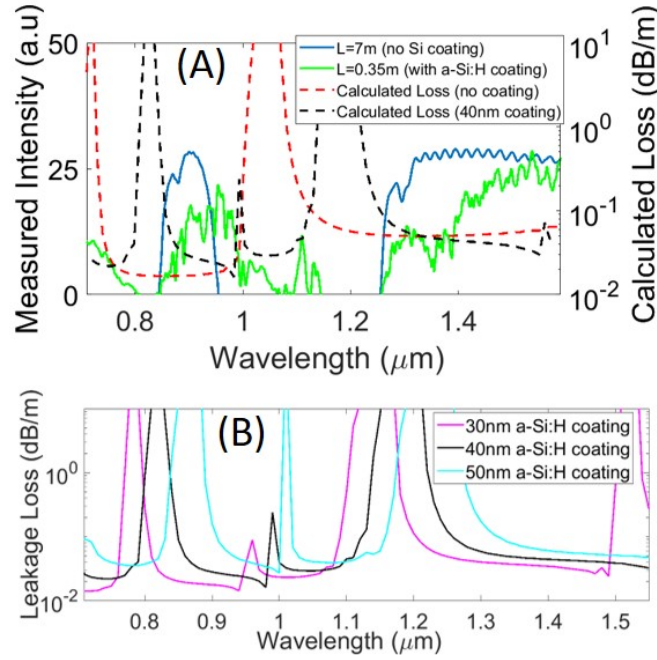 (A)
Measured Intensity (a.u)
50
25
0
L=7m (no Si coating)
L=0.35m (with a-Si:H coating)
Calculated Loss (no coating)
Calculated Loss (40nm coating)
10^1
10^0
10^-1
10^-2
Calculated Loss (dB/m)
0.8 1 1.2 1.4
Wavelength (μm)
(B)
Leakage Loss (dB/m)
10^0
10^-2
30nm a-Si:H coating
40nm a-Si:H coating
50nm a-Si:H coating
0.8 0.9 1 1.1 1.2 1.3 1.4 1.5
Wavelength (μm)